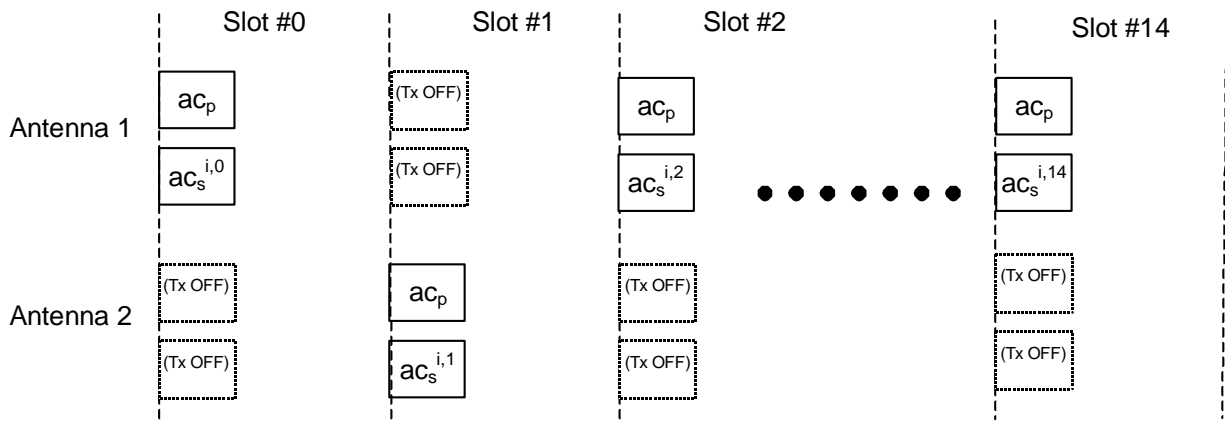 Slot #0 Slot #1 Slot #2 Slot #14
Antenna 1
ac_p (Tx OFF) ac_p ac_p
ac_s^i,0 (Tx OFF) ac_s^i,2 ac_s^i,14
Antenna 2
(Tx OFF) ac_p (Tx OFF) (Tx OFF)
(Tx OFF) ac_s^i,1 (Tx OFF) (Tx OFF)